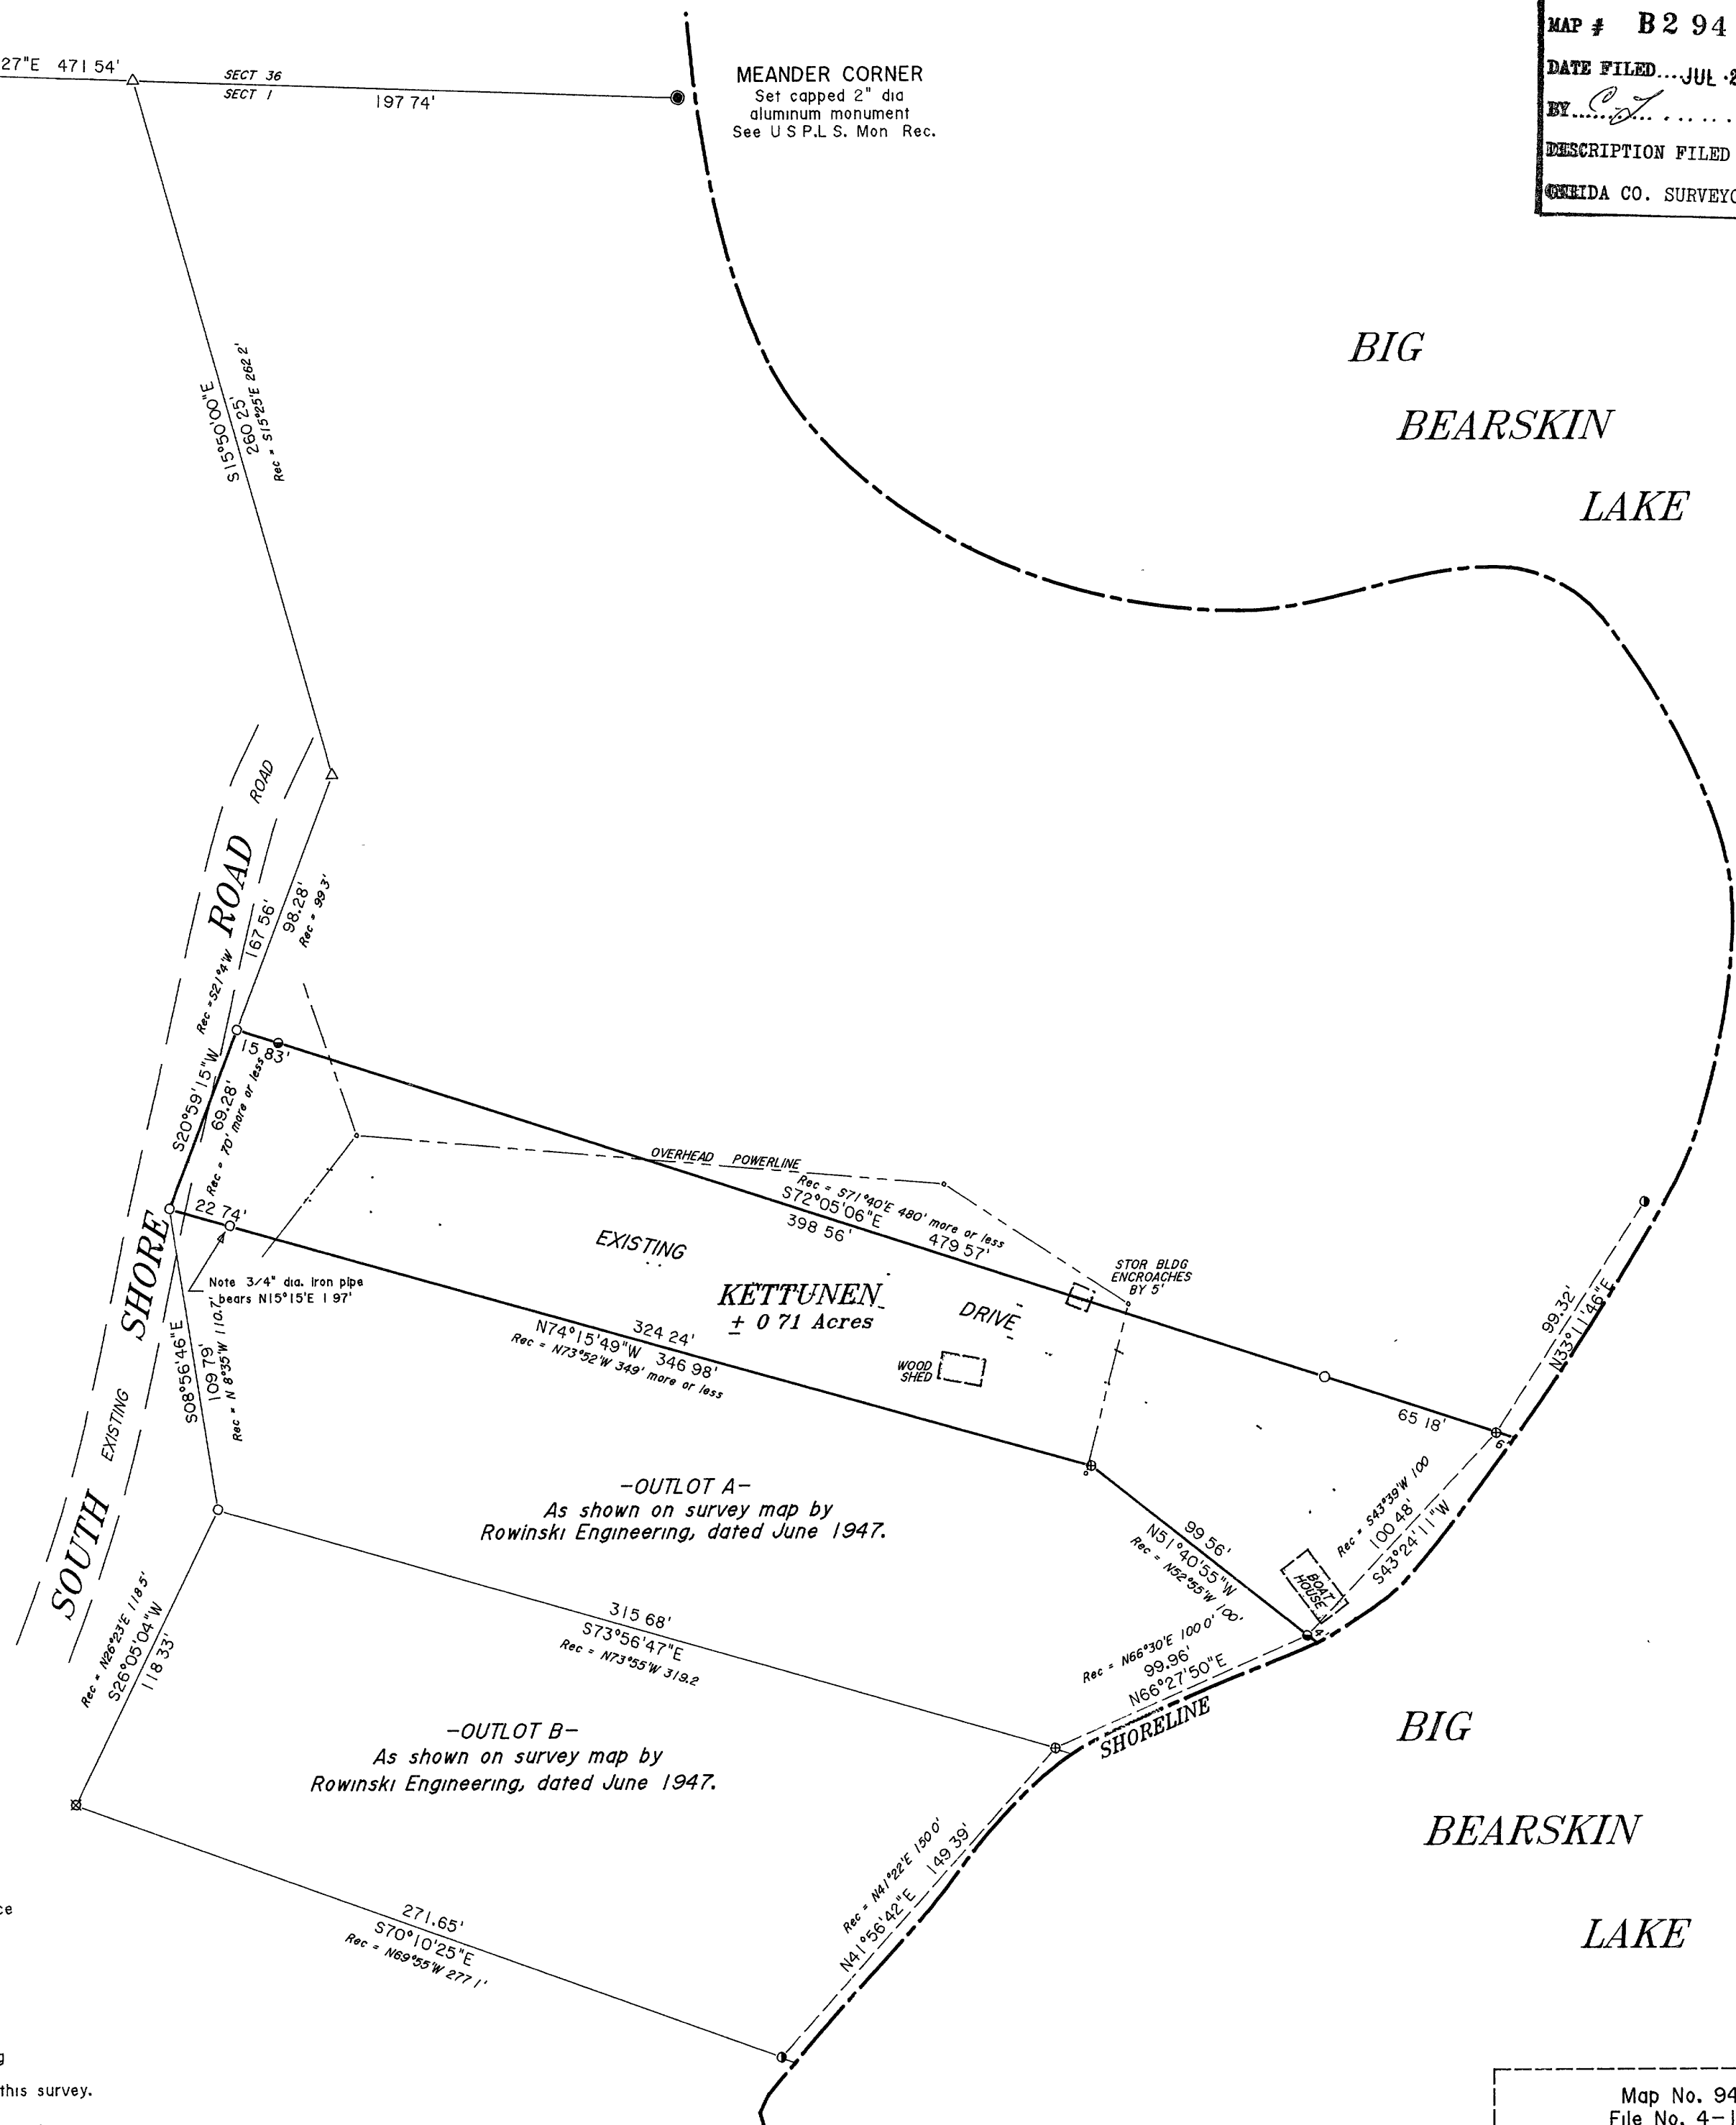 27"E 471 54'
SECT 36
SECT 1
197 74'
MEANDER CORNER
Set capped 2" dia
aluminum monument
See U S P.L S. Mon Rec.
MAP # B 2 94
DATE FILED....JUL
BY
DESCRIPTION FILED
CO. SURVEYO
BIG
BEARSKIN
LAKE
S15°50'00"E
260 25'
Rec = S15°25'E 262 2'
ROAD
ROAD
167 56'
98.28'
Rec = 99 3'
Rec = S21°4'W
S20°59'15"W
69.28'
Rec = 70' more or less
15 83'
22 74'
SHORE
Note 3/4" dia. iron pipe
bears N15°15'E 1 97'
S08°56'46"E
109 79'
Rec = N 8°35'W 110.7'
OVERHEAD POWERLINE
Rec = S71°40'E 480' more or less
S72°05'06"E
398 56'
479 57'
EXISTING
KETTUNEN
± 0 71 Acres
DRIVE
STOR BLDG
ENCROACHES
BY 5'
WOOD
SHED
324 24'
N74°15'49"W 346 98'
Rec = N73°52'W 349' more or less
65 18'
6
99.32'
N33°11'46"E
Rec = S43°39'W 100
100 48'
S43°24'11"W
99 56'
N51°40'55"W
Rec = N52°55'W 100'
BOAT
HOUSE
4
EXISTING
SOUTH
-OUTLOT A-
As shown on survey map by
Rowinski Engineering, dated June 1947.
Rec = N26°23'E 118 5'
S26°05'04"W
118 33'
315 68'
S73°56'47"E
Rec = N73°55'W 319.2
Rec = N66°30'E 100 0'
99.96'
N66°27'50"E
SHORELINE
-OUTLOT B-
As shown on survey map by
Rowinski Engineering, dated June 1947.
BIG
BEARSKIN
LAKE
Rec = N41°22'E 150 0'
149 39'
N41°56'42"E
271.65'
S70°10'25"E
Rec = N69°55'W 277 1'
ce
g
this survey.
Map No. 94
File No. 4-1